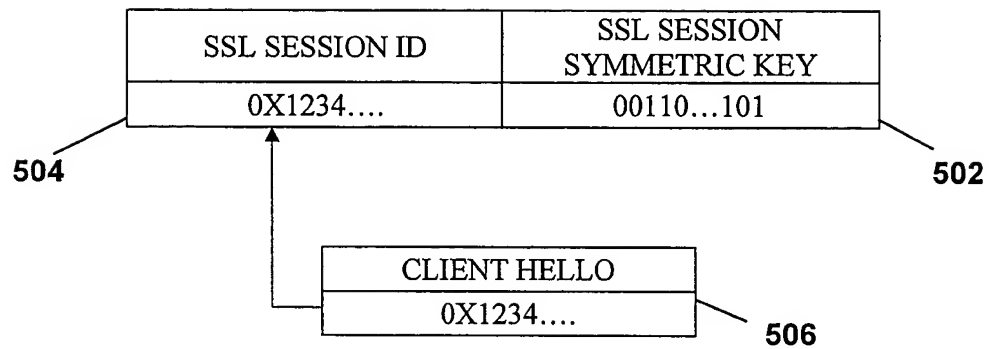 SSL SESSION ID
SSL SESSION
SYMMETRIC KEY
0X1234....
00110...101
504
502
CLIENT HELLO
0X1234....
506